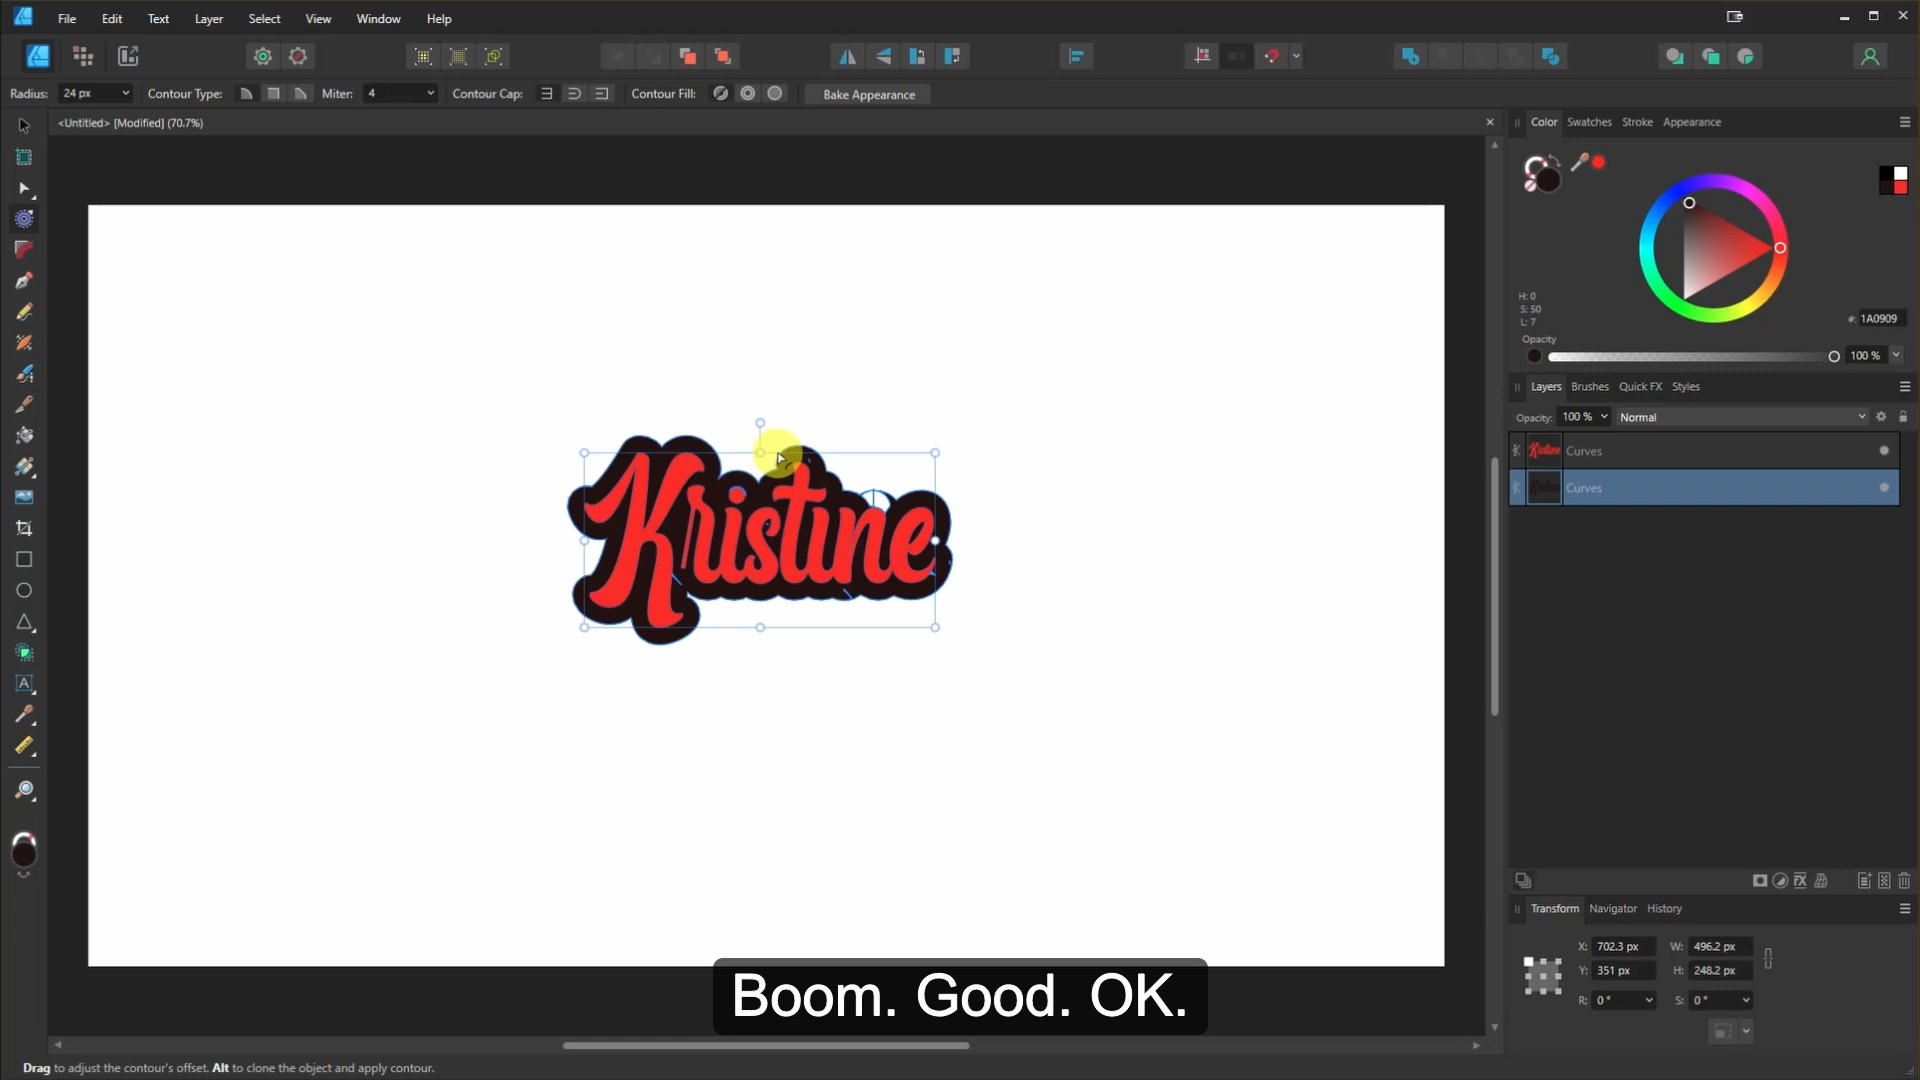 File Edit Text Layer Select View Window Help
Radius: 24 px Contour Type: Miter: 4 Contour Cap: Contour Fill: Bake Appearance
<Untitled> [Modified] (70.7%)
Color Swatches Stroke Appearance
H: 0
S: 50
L: 7
#: 1A0909
Opacity
100 %
Layers Brushes Quick FX Styles
Opacity: 100 % Normal
Kristine Curves
Curves
Kristine
Transform Navigator History
X: 702.3 px W: 496.2 px
Y: 351 px H: 248.2 px
R: 0 ° S: 0 °
Boom. Good. OK.
Drag to adjust the contour's offset. Alt to clone the object and apply contour.